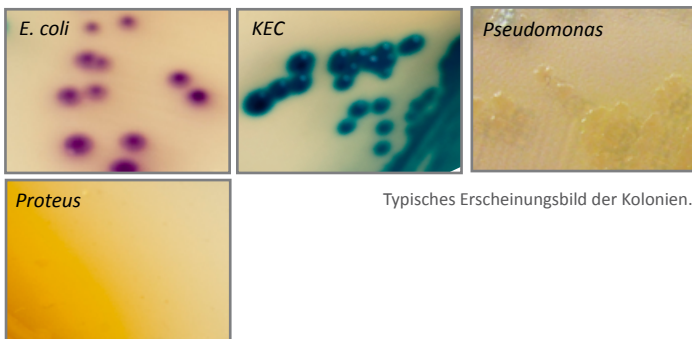 E. coli
KEC
Pseudomonas
Proteus
Typisches Erscheinungsbild der Kolonien.